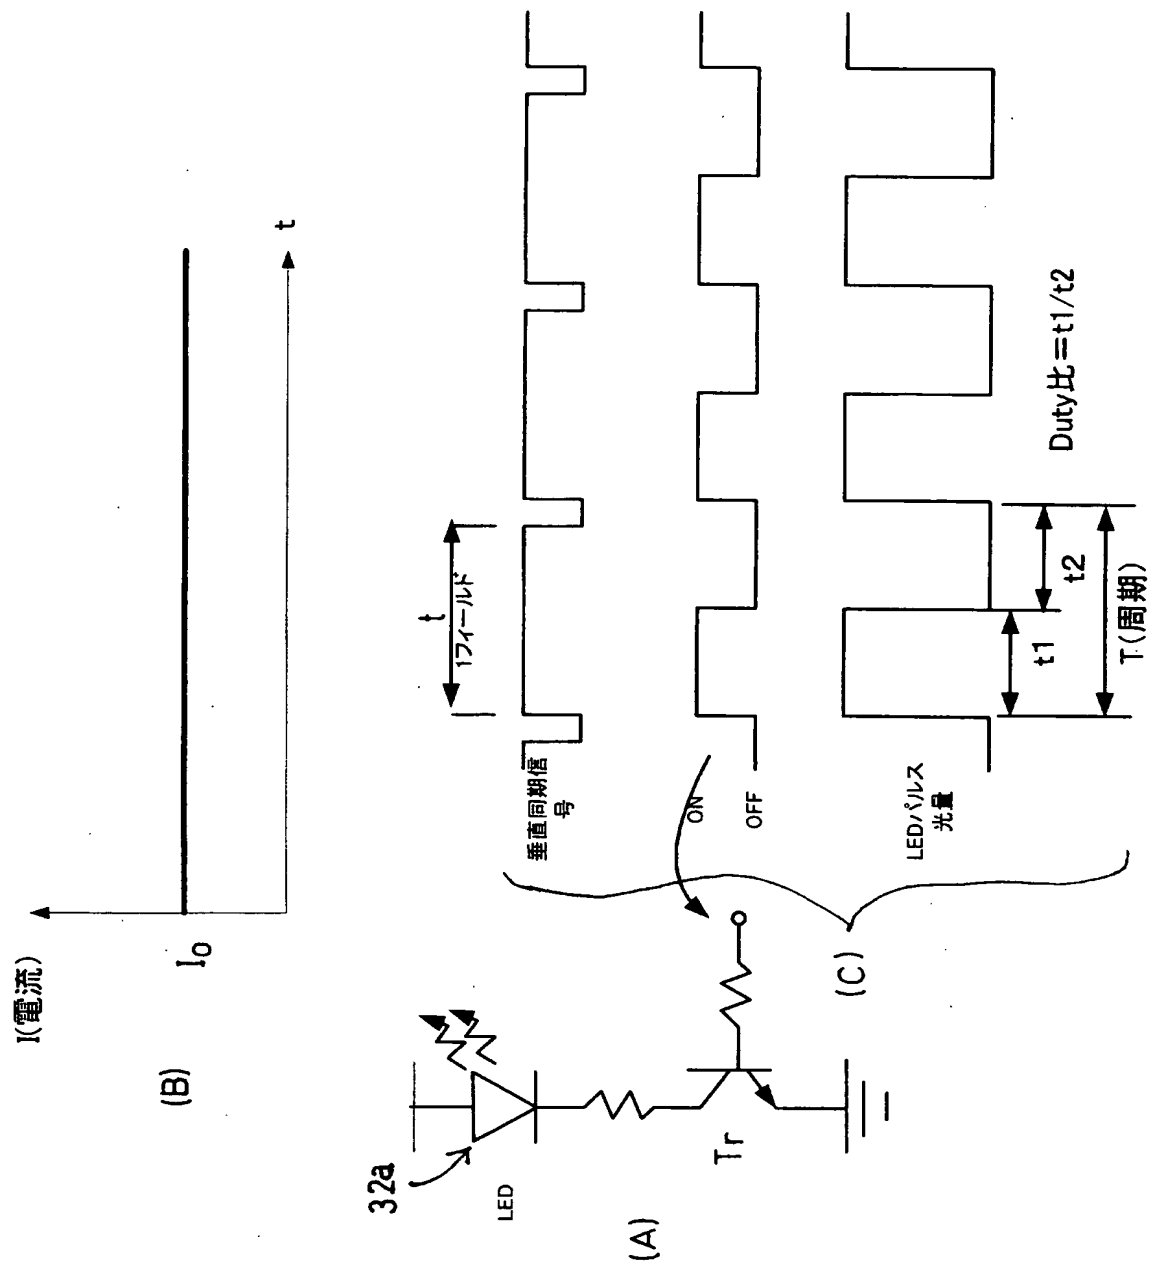 (B)
I(電流)
I0
t
(A)
32a
LED
Tr
(C)
垂直同期信
号
t
1フィールド
ON
OFF
LEDパルス
光量
t1
t2
T(周期)
Duty比=t1/t2